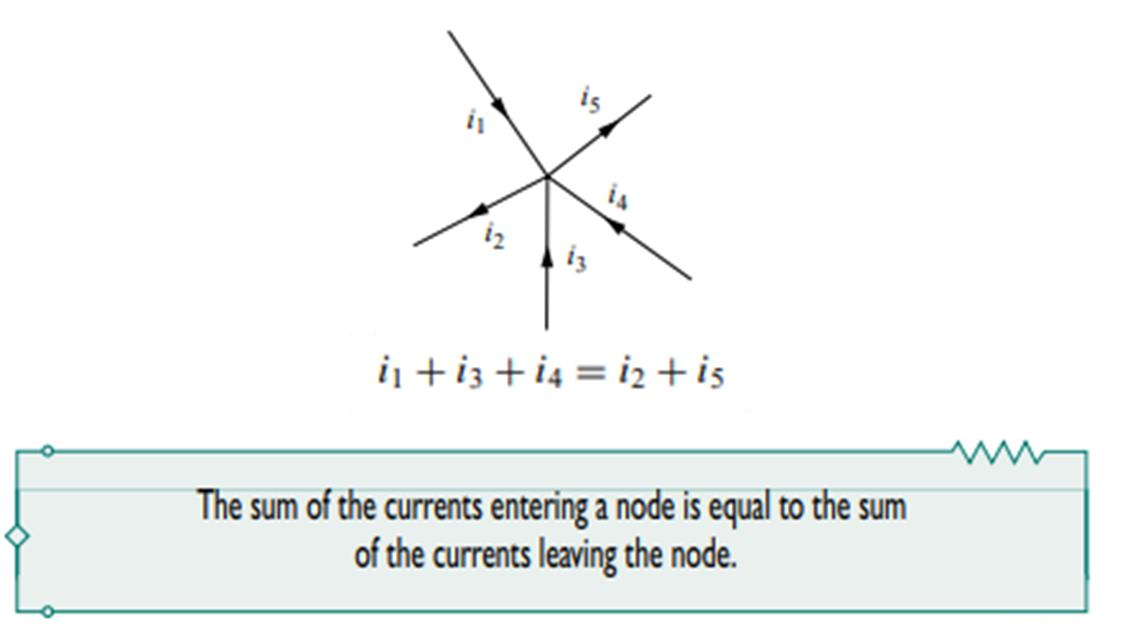 i₅
i₁
i₄
i₂
i₃
i₁ + i₃ + i₄ = i₂ + i₅
The sum of the currents entering a node is equal to the sum
of the currents leaving the node.